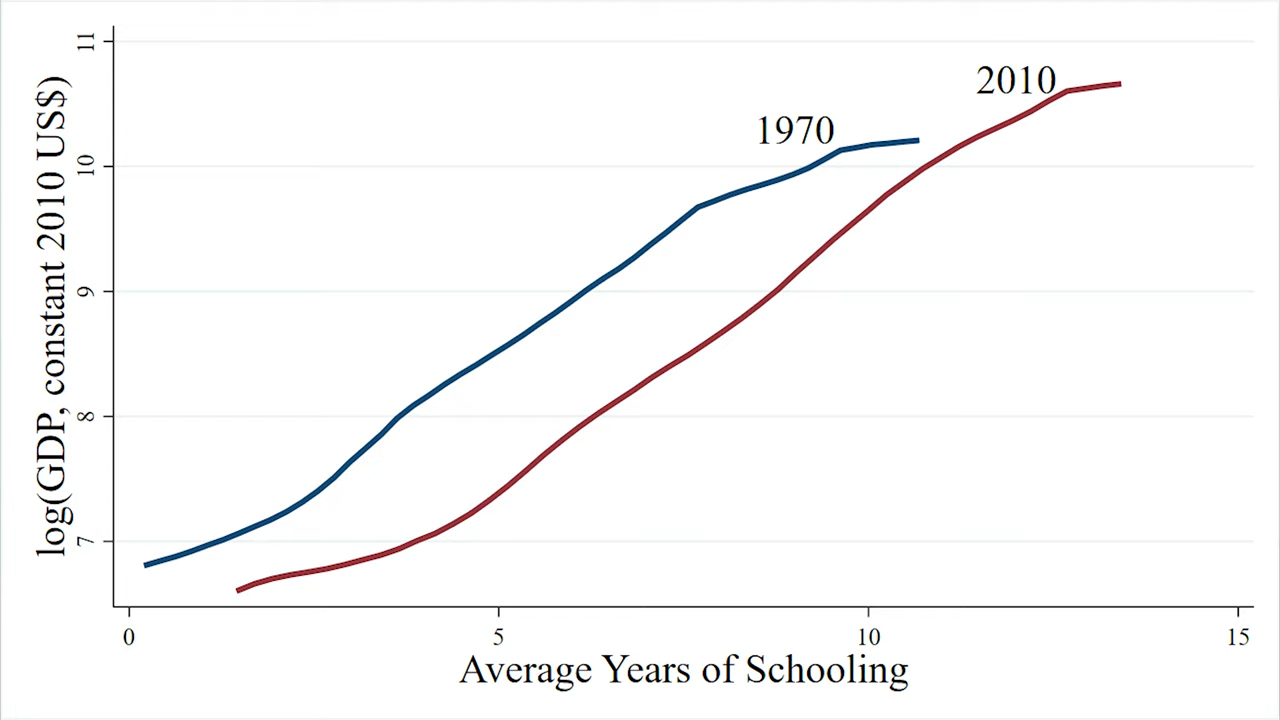 log(GDP, constant 2010 US$)
11
10
9
8
7
1970
2010
0 5 10 15
Average Years of Schooling